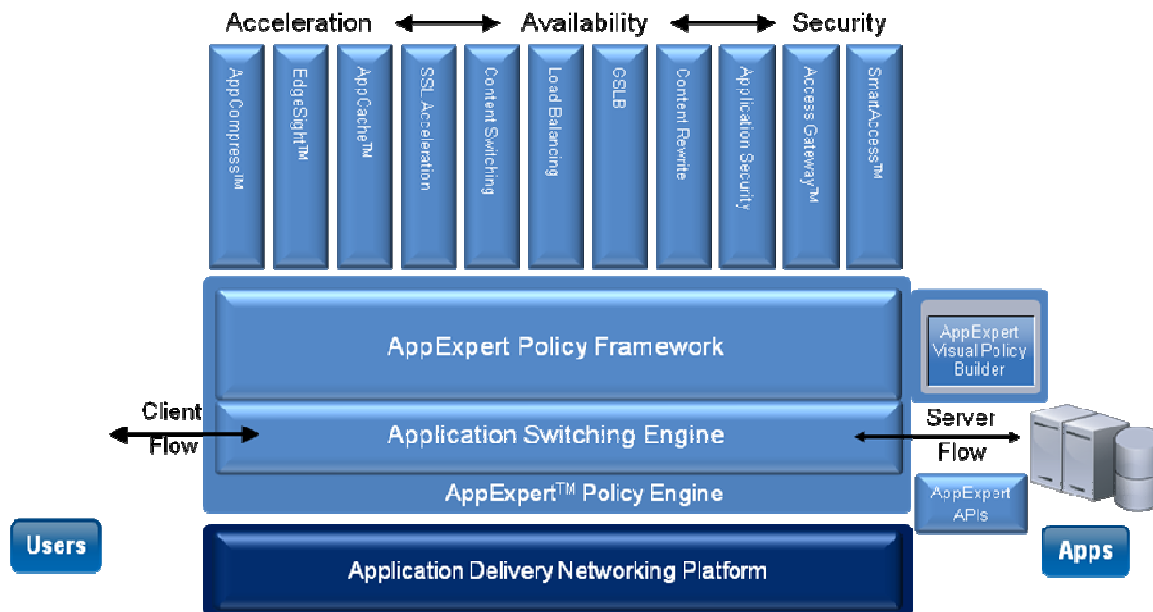 Acceleration
Availability
Security
AppCompress™
EdgeSight™
AppCache™
SSL Acceleration
Content Switching
Load Balancing
GSLB
Content Rewrite
Application Security
Access Gateway™
SmartAccess™
AppExpert Policy Framework
AppExpert
Visual Policy
Builder
Client
Flow
Application Switching Engine
Server
Flow
AppExpert™ Policy Engine
AppExpert
APIs
Users
Apps
Application Delivery Networking Platform